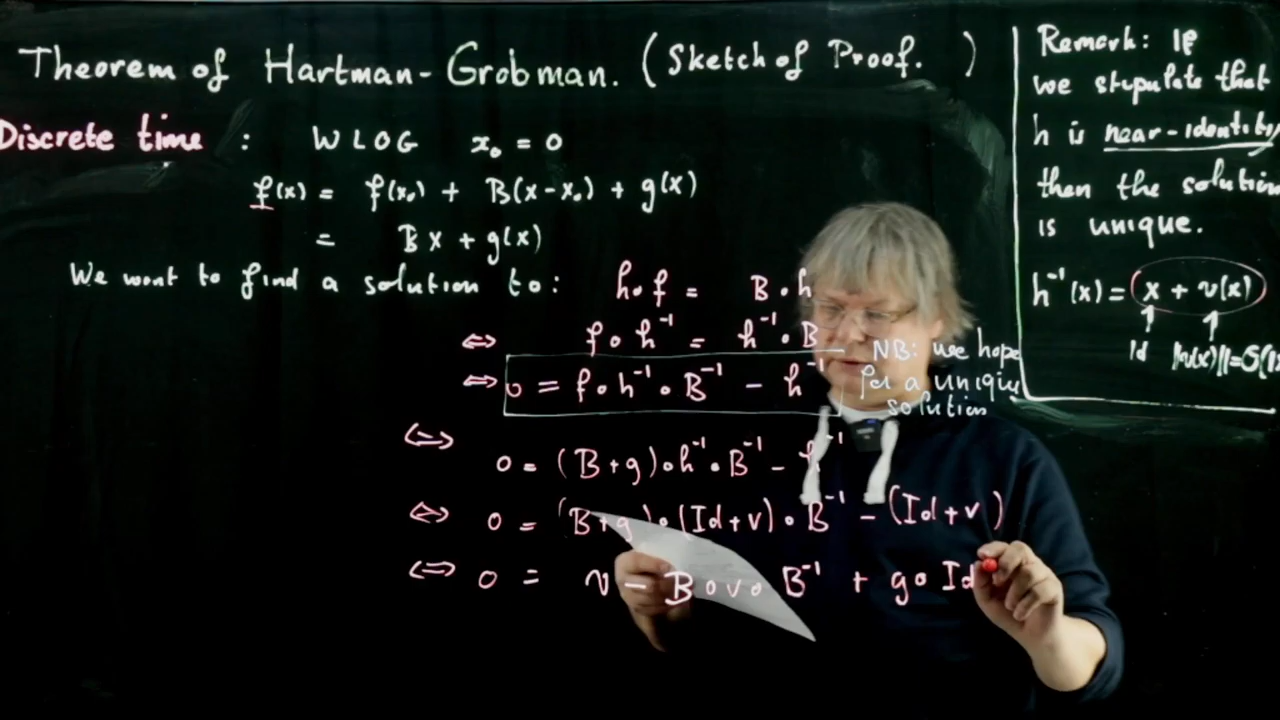 Theorem of Hartman-Grobman. (Sketch of Proof. )
Discrete time : WLOG x₀ = 0
f(x) = f(x₀) + B(x-x₀) + g(x)
= Bx + g(x)
We want to find a solution to: h∘f = B∘h
⇔ f∘h⁻¹ = h⁻¹∘B
⇔ 0 = f∘h⁻¹∘B⁻¹ - h⁻¹
NB: we hope
for a unique
solution
⇔ 0 = (B+g)∘h⁻¹∘B⁻¹ - h⁻¹
⇔ 0 = (B+g)∘(Id+v)∘B⁻¹ - (Id+v)
⇔ 0 = v - B∘v∘B⁻¹ + g∘Id
Remark: If
we stipulate that
h is near-identity
then the solution
is unique.
h⁻¹(x) = x + v(x)
↑ ↑
Id